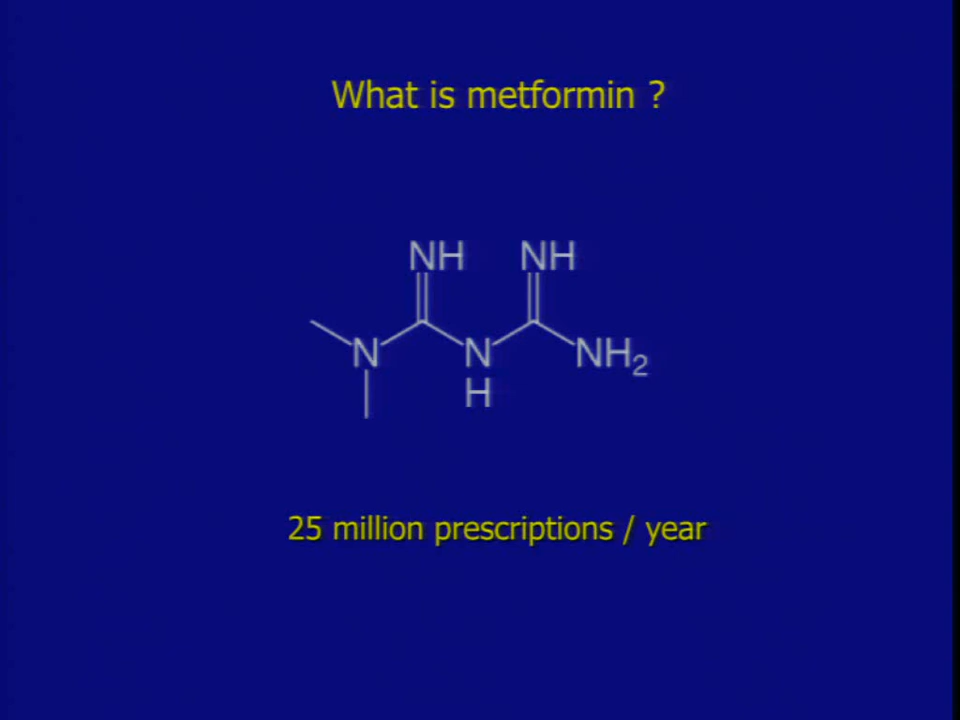 What is metformin ?
NH NH
N N NH2
H
25 million prescriptions / year